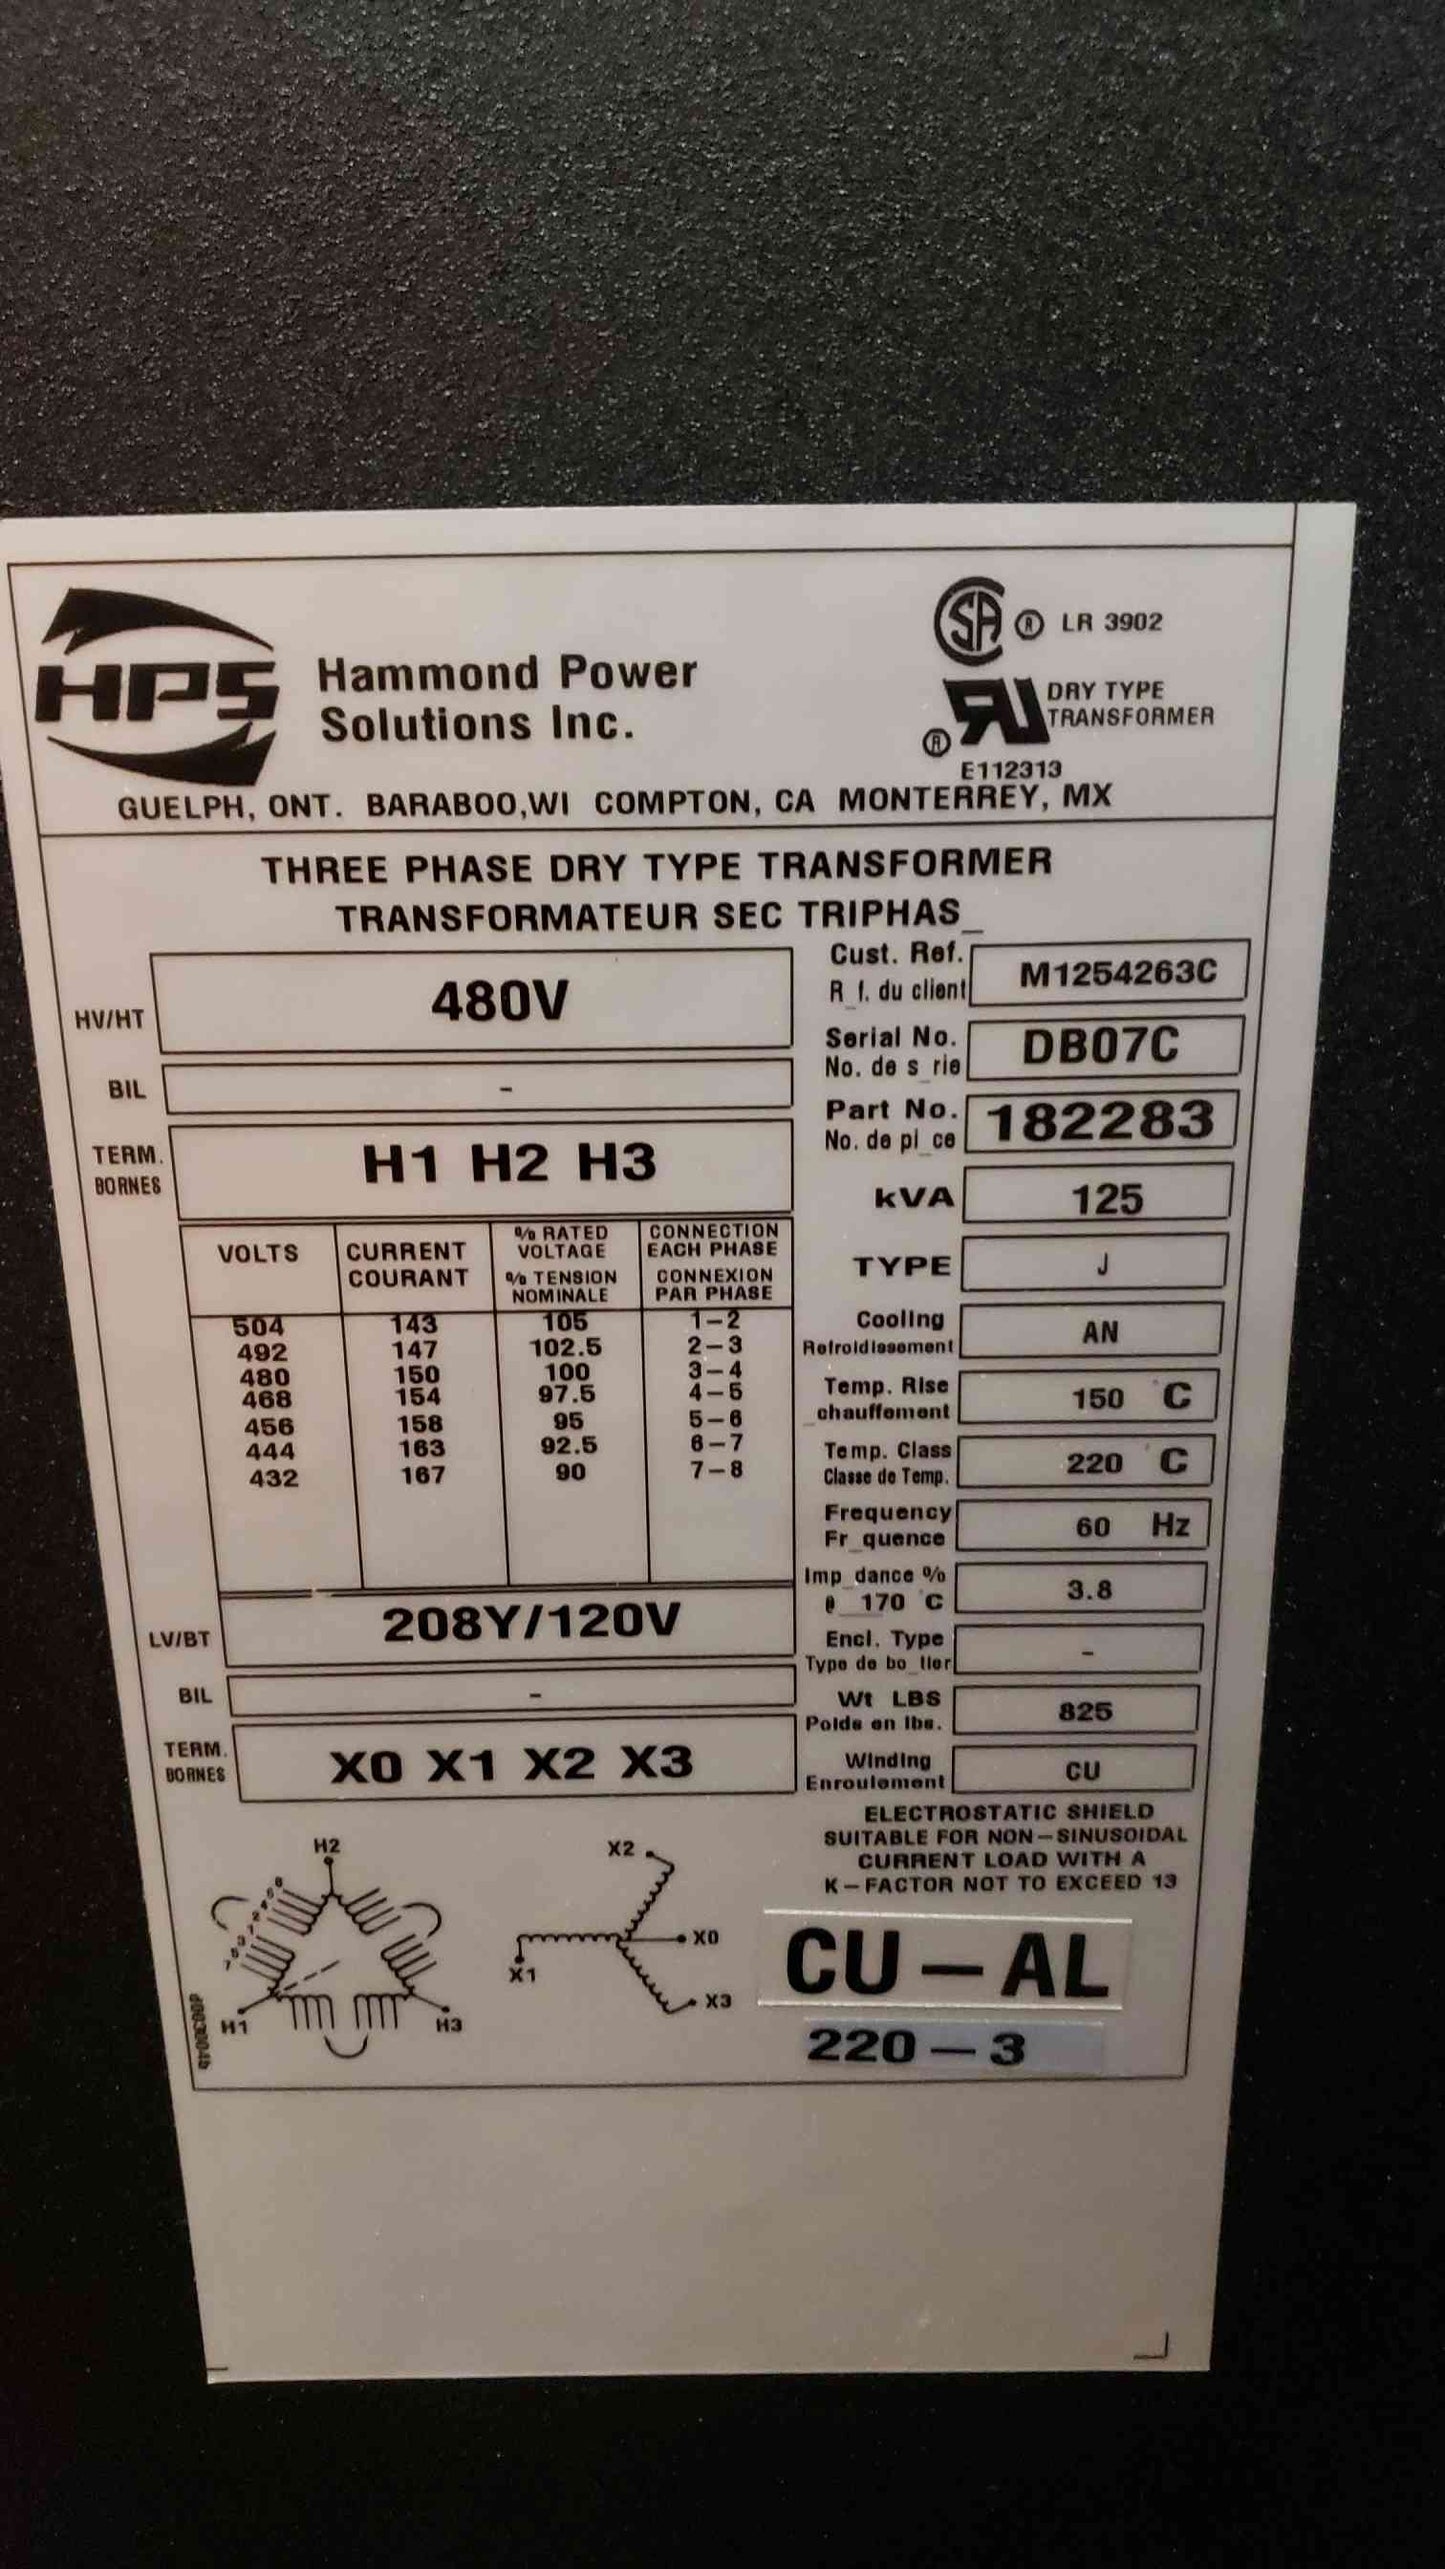 HPS
Hammond Power
Solutions Inc.
SA ® LR 3902
DRY TYPE
TRANSFORMER
®
E112313
GUELPH, ONT. BARABOO,WI COMPTON, CA MONTERREY, MX
THREE PHASE DRY TYPE TRANSFORMER
TRANSFORMATEUR SEC TRIPHAS_
HV/HT 480V
BIL -
TERM.
BORNES
H1 H2 H3
VOLTS
CURRENT
COURANT
% RATED
VOLTAGE
% TENSION
NOMINALE
CONNECTION
EACH PHASE
CONNEXION
PAR PHASE
504 143 105 1-2
492 147 102.5 2-3
480 150 100 3-4
468 154 97.5 4-5
456 158 95 5-6
444 163 92.5 6-7
432 167 90 7-8
LV/BT 208Y/120V
BIL -
TERM.
BORNES
X0 X1 X2 X3
Cust. Ref.
R_f. du client
M1254263C
Serial No.
No. de s_rie
DB07C
Part No.
No. de pi_ce
182283
kVA 125
TYPE J
Cooling
Refroidissement
AN
Temp. Rise
_chauffement
150 °C
Temp. Class
Classe de Temp.
220 °C
Frequency
Fr_quence
60 Hz
Imp_dance %
@ 170 °C
3.8
Encl. Type
Type de bo_tier
-
Wt LBS
Poids en lbs.
825
Winding
Enroulement
CU
ELECTROSTATIC SHIELD
SUITABLE FOR NON-SINUSOIDAL
CURRENT LOAD WITH A
K-FACTOR NOT TO EXCEED 13
CU-AL
220-3
H2
H1
H3
X2
X0
X1
X3